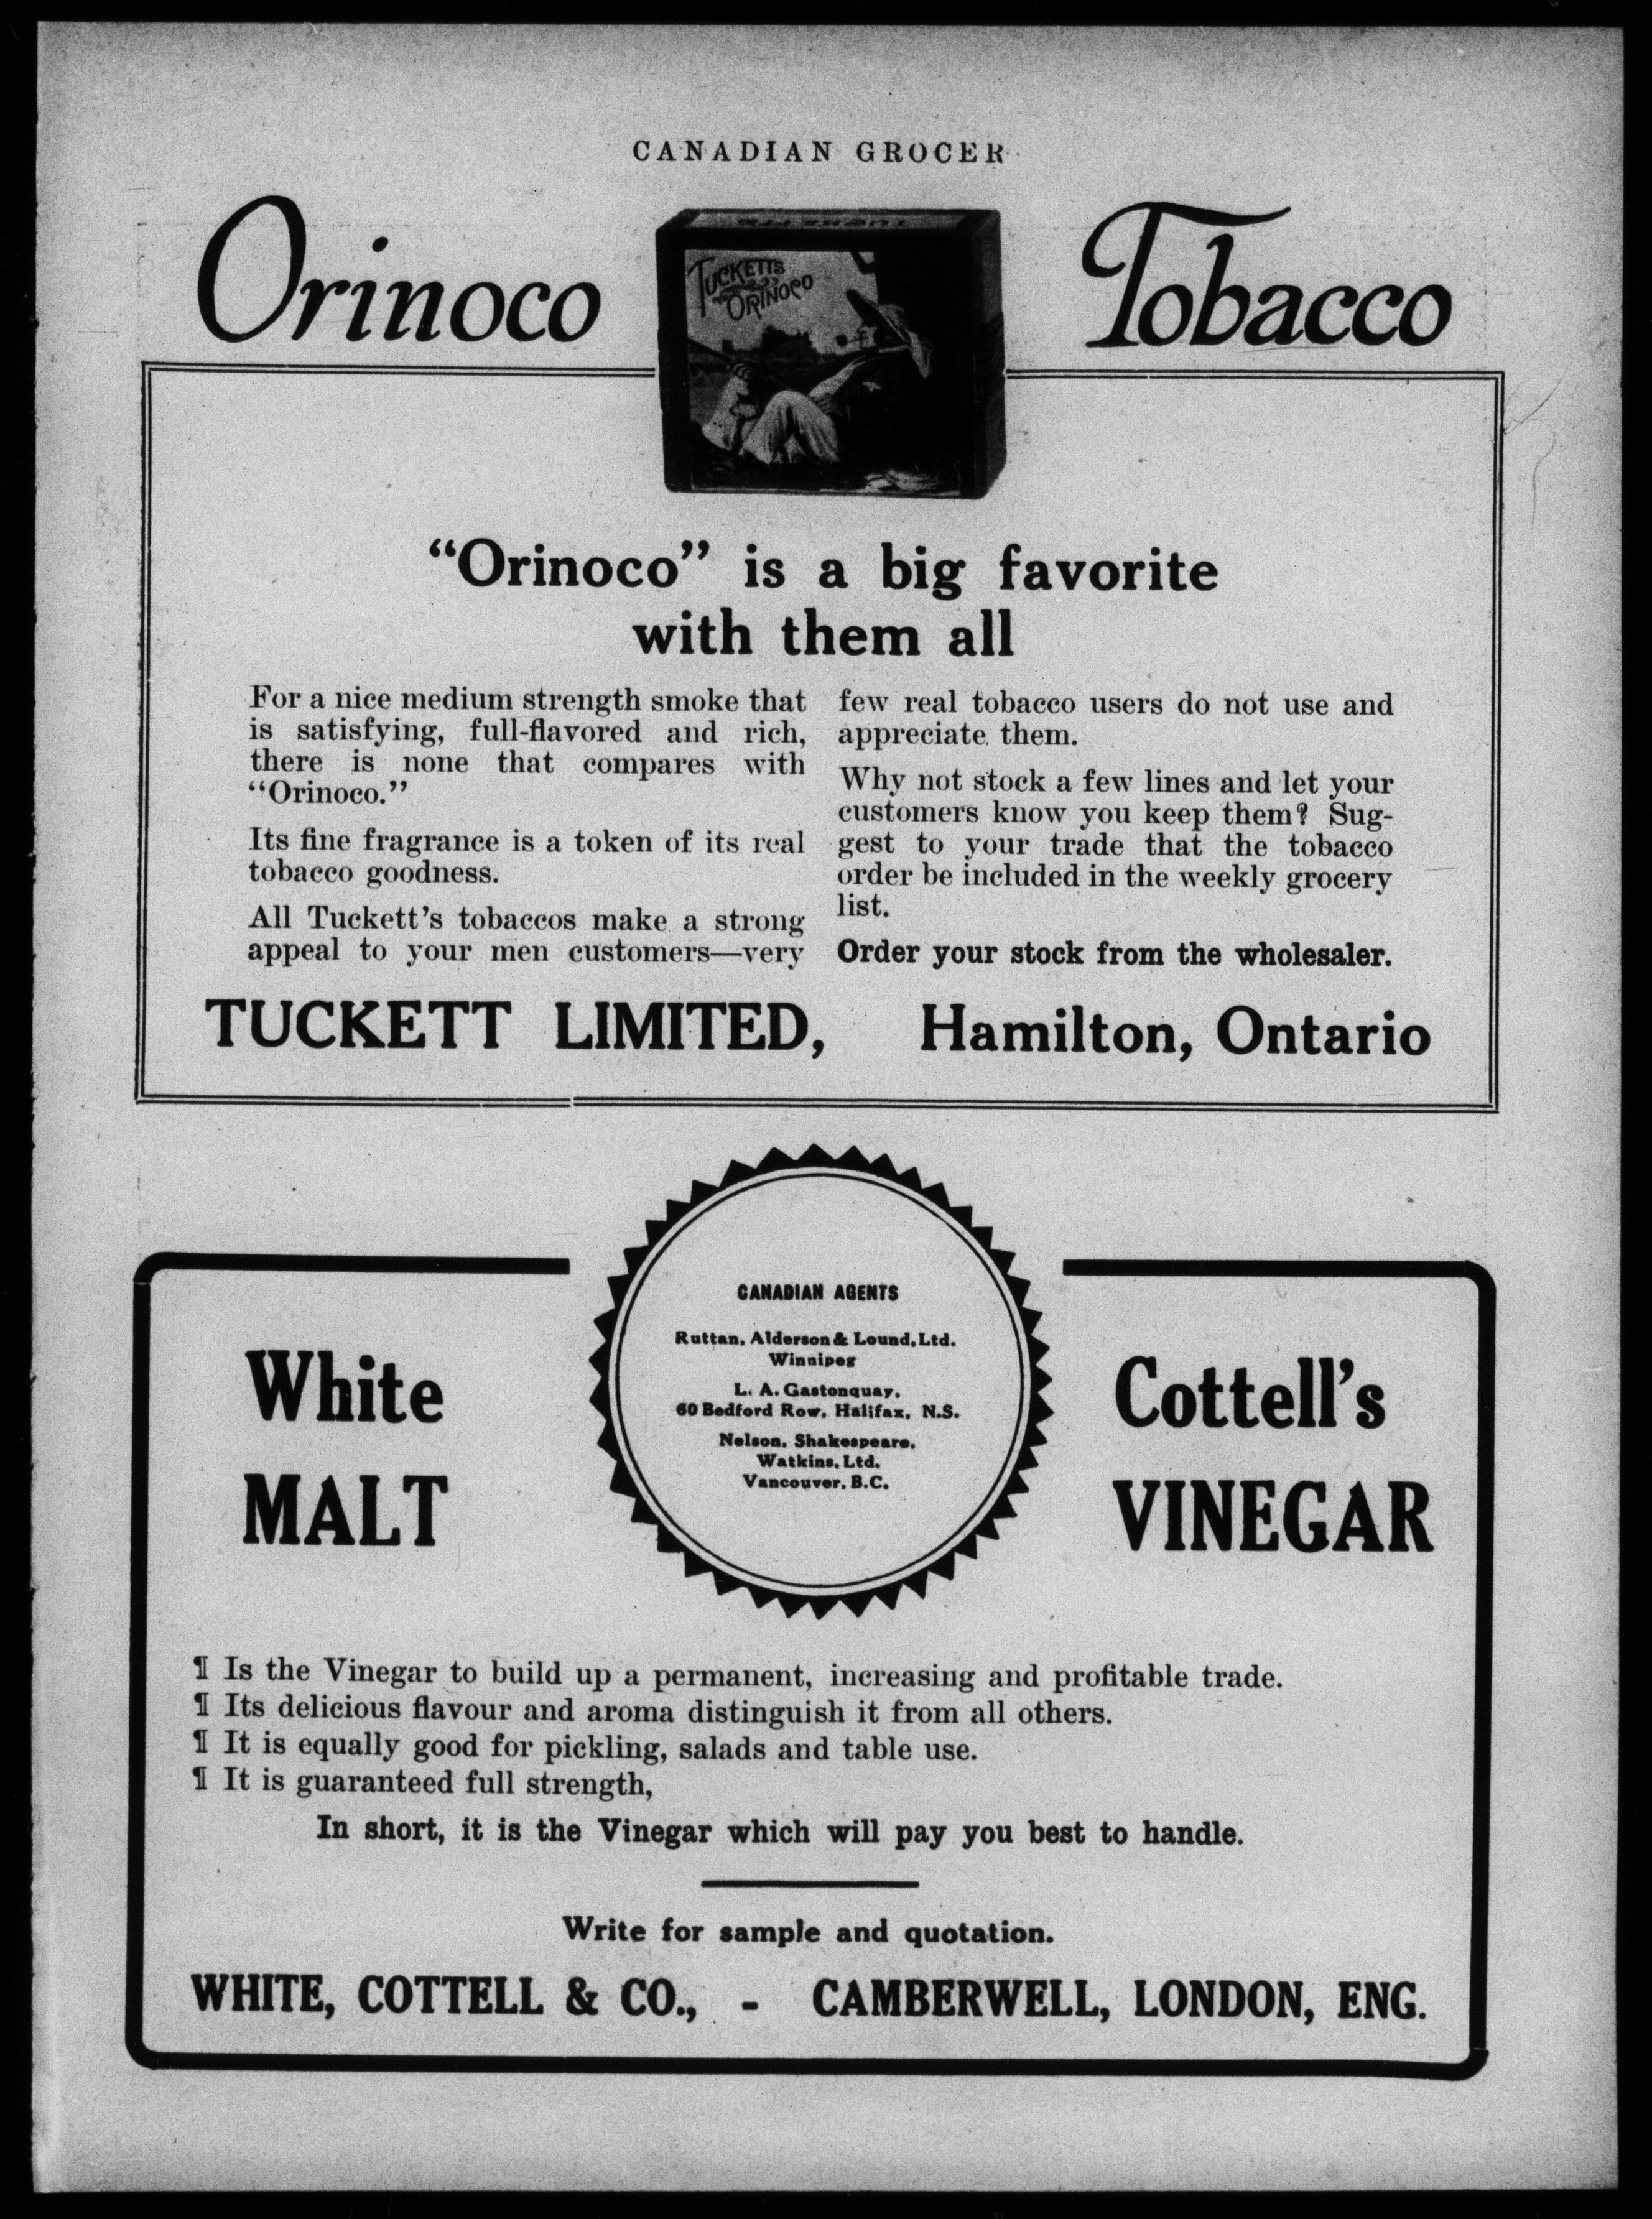 CANADIAN GROCER
Orinoco
TUCKETTS
ORINOCO
Tobacco
“Orinoco” is a big favorite
with them all
For a nice medium strength smoke that
is satisfying, full-flavored and rich,
there is none that compares with
“Orinoco.”
Its fine fragrance is a token of its real
tobacco goodness.
All Tuckett’s tobaccos make a strong
appeal to your men customers—very
few real tobacco users do not use and
appreciate them.
Why not stock a few lines and let your
customers know you keep them? Sug-
gest to your trade that the tobacco
order be included in the weekly grocery
list.
Order your stock from the wholesaler.
TUCKETT LIMITED, Hamilton, Ontario
White
MALT
CANADIAN AGENTS
Ruttan, Alderson & Lound, Ltd.
Winnipeg
L. A. Gastonquay,
60 Bedford Row, Halifax, N.S.
Nelson, Shakespeare,
Watkins, Ltd.
Vancouver, B.C.
Cottell’s
VINEGAR
¶ Is the Vinegar to build up a permanent, increasing and profitable trade.
¶ Its delicious flavour and aroma distinguish it from all others.
¶ It is equally good for pickling, salads and table use.
¶ It is guaranteed full strength,
In short, it is the Vinegar which will pay you best to handle.
Write for sample and quotation.
WHITE, COTTELL & CO., - CAMBERWELL, LONDON, ENG.